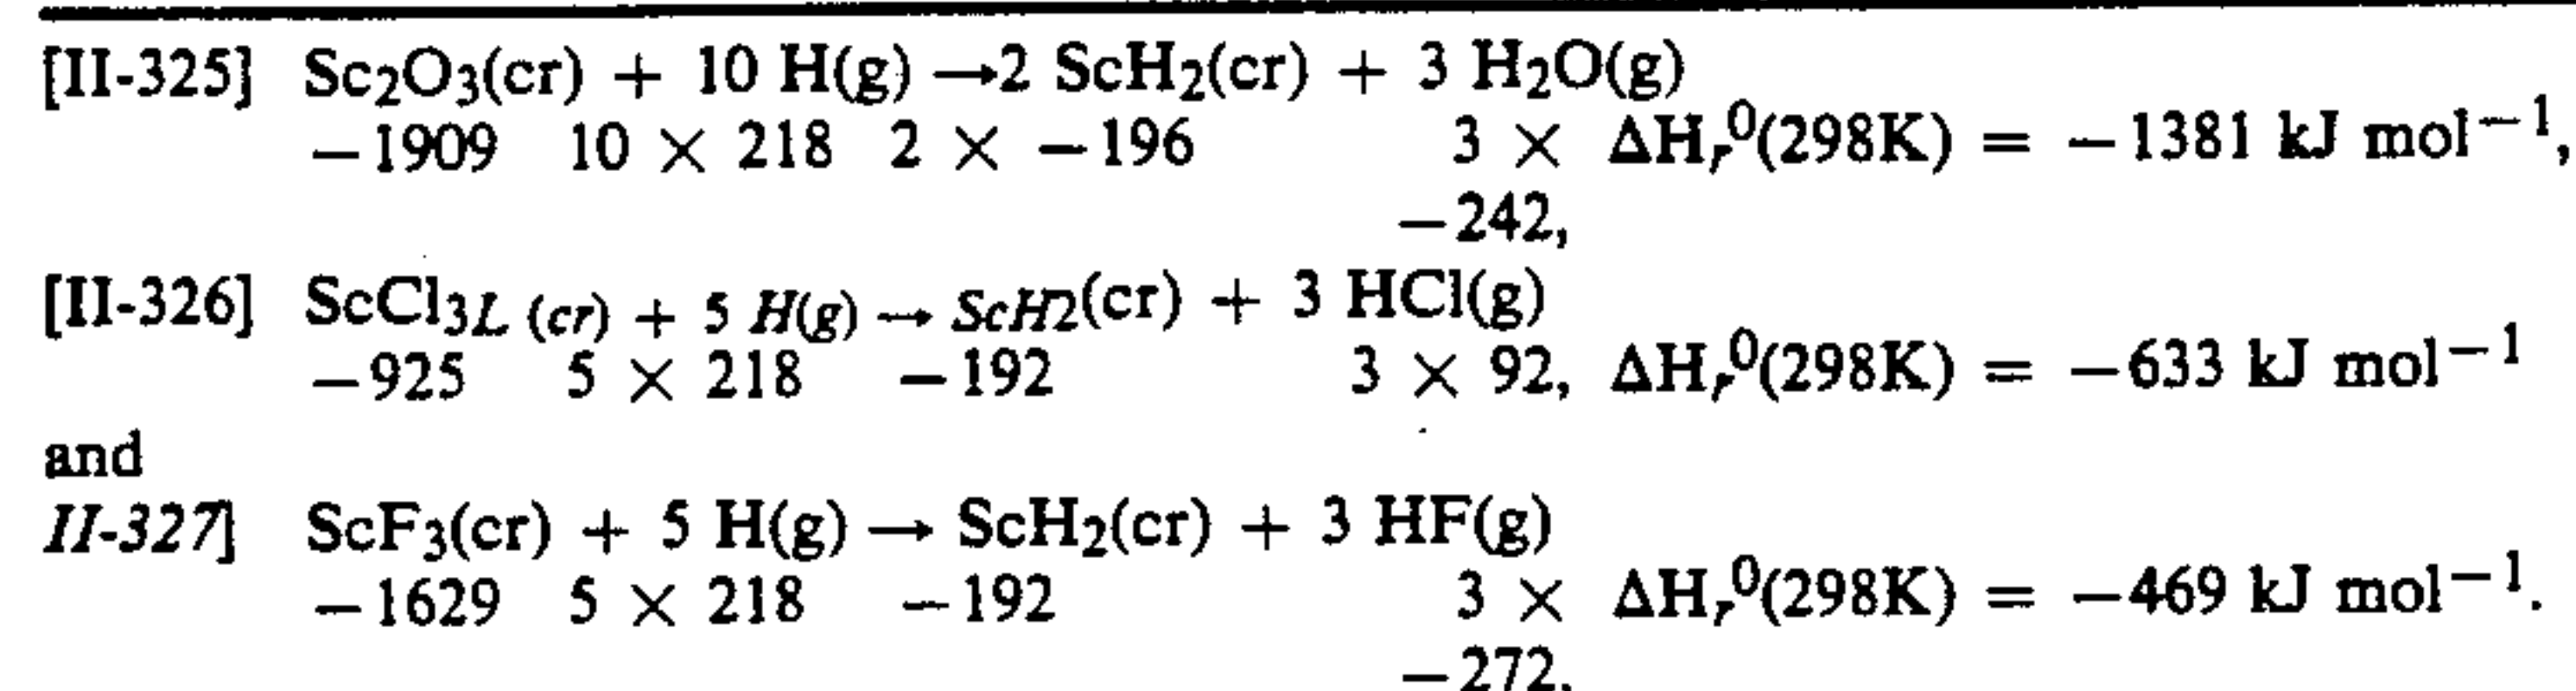 [II-325] Sc₂O₃(cr) + 10 H(g) →2 ScH₂(cr) + 3 H₂O(g)
−1909 10 × 218 2 × −196 3 × ΔHᵣ⁰(298K) = −1381 kJ mol⁻¹,
−242,
[II-326] ScCl₃L (cr) + 5 H(g) → ScH2(cr) + 3 HCl(g)
−925 5 × 218 −192 3 × 92, ΔHᵣ⁰(298K) = −633 kJ mol⁻¹
and
II-327] ScF₃(cr) + 5 H(g) → ScH₂(cr) + 3 HF(g)
−1629 5 × 218 −192 3 × ΔHᵣ⁰(298K) = −469 kJ mol⁻¹.
−272,